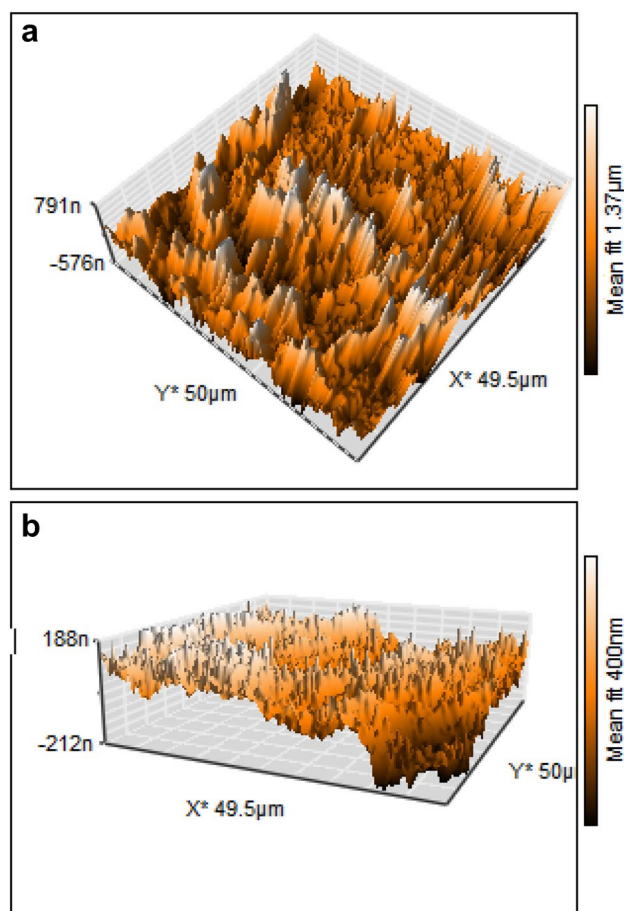 a
791n
-576n
Y* 50µm
X* 49.5µm
Mean fit 1.37µm
b
188n
-212n
X* 49.5µm
Y* 50µ
Mean fit 400nm